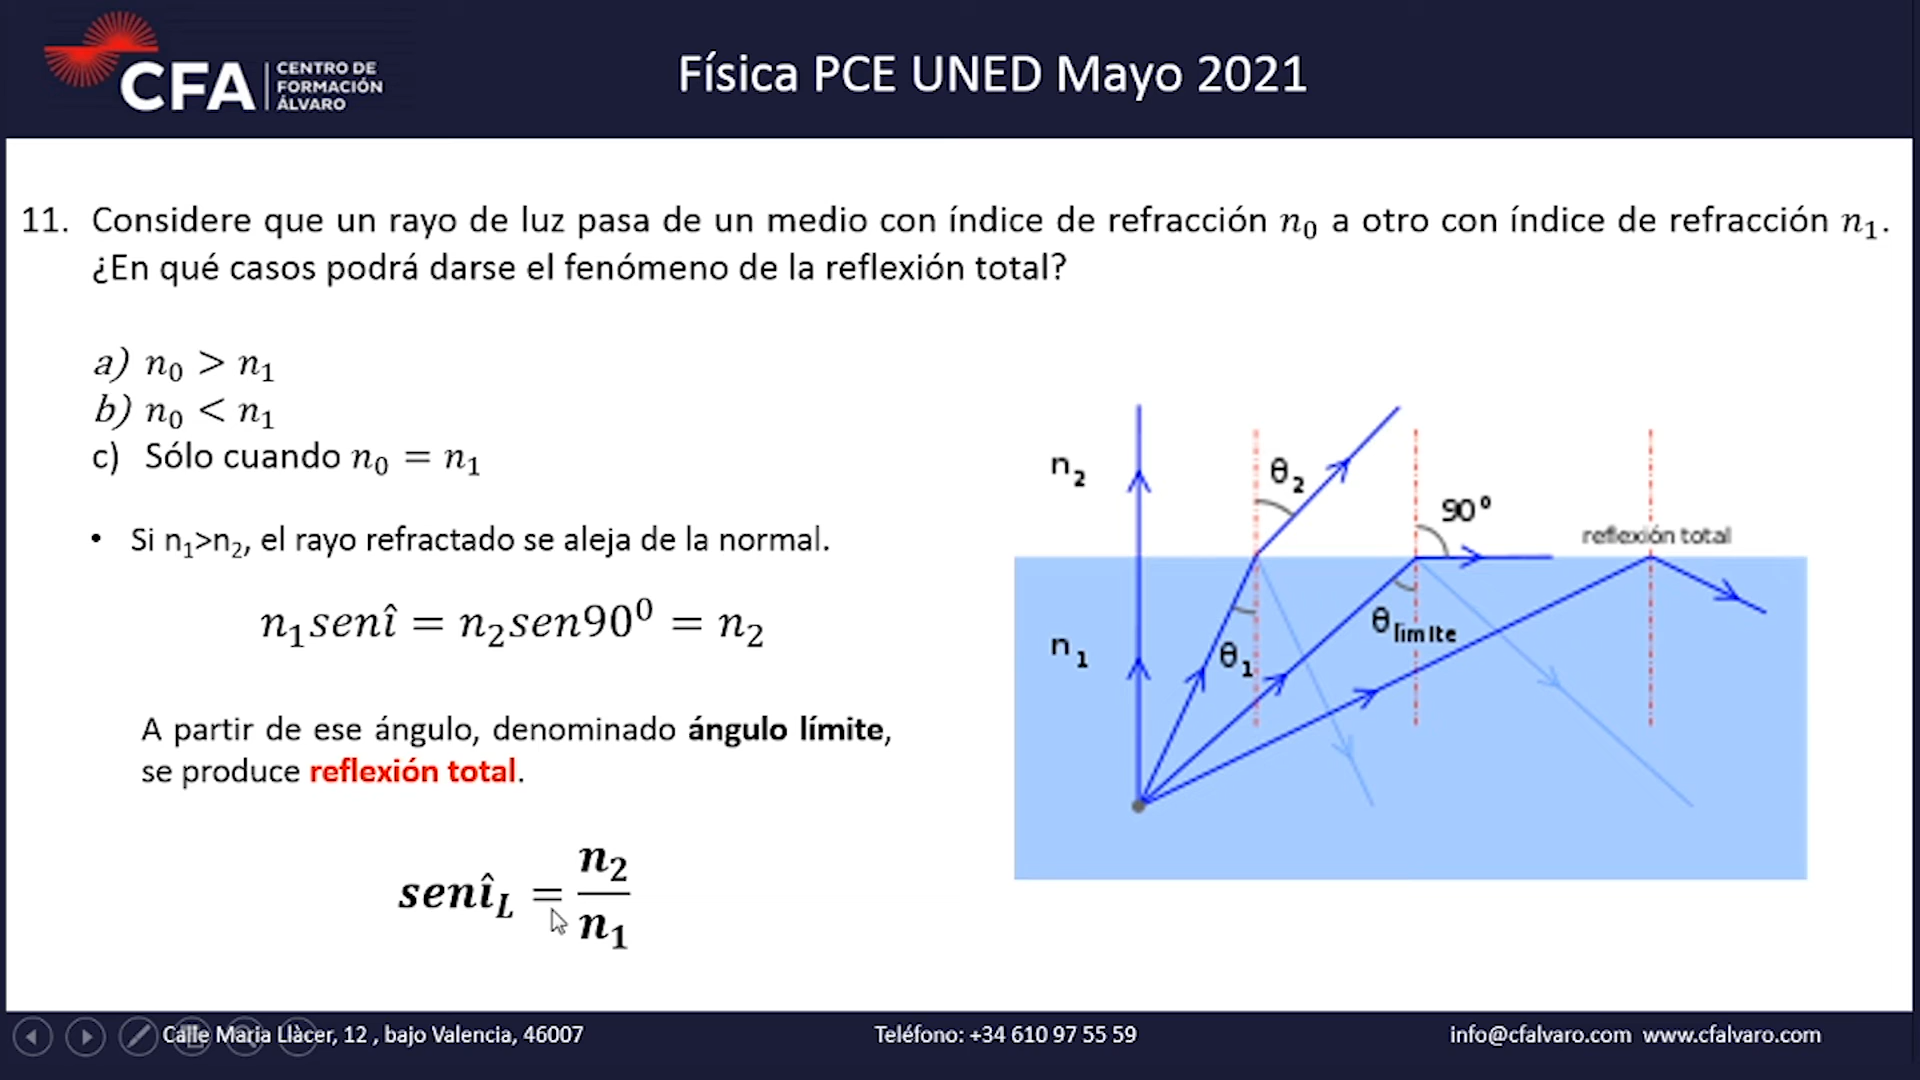 CFA
CENTRO DE
FORMACIÓN
ÁLVARO
Física PCE UNED Mayo 2021
11. Considere que un rayo de luz pasa de un medio con índice de refracción n₀ a otro con índice de refracción n₁.
¿En qué casos podrá darse el fenómeno de la reflexión total?
a) n₀ > n₁
b) n₀ < n₁
c) Sólo cuando n₀ = n₁
• Si n₁>n₂, el rayo refractado se aleja de la normal.
n₁senî = n₂sen90⁰ = n₂
A partir de ese ángulo, denominado ángulo límite,
se produce reflexión total.
senî_L = n₂/n₁
n₂
θ₂
90⁰
reflexión total
n₁
θ₁
θ límite
Calle Maria Llàcer, 12 , bajo Valencia, 46007
Teléfono: +34 610 97 55 59
info@cfalvaro.com www.cfalvaro.com